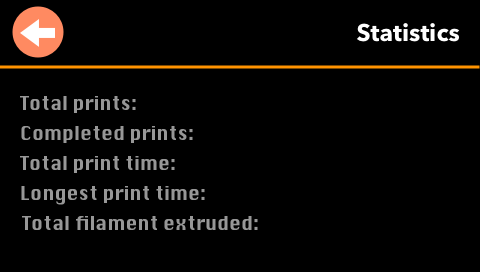 Statistics
Total prints:
Completed prints:
Total print time:
Longest print time:
Total filament extruded: